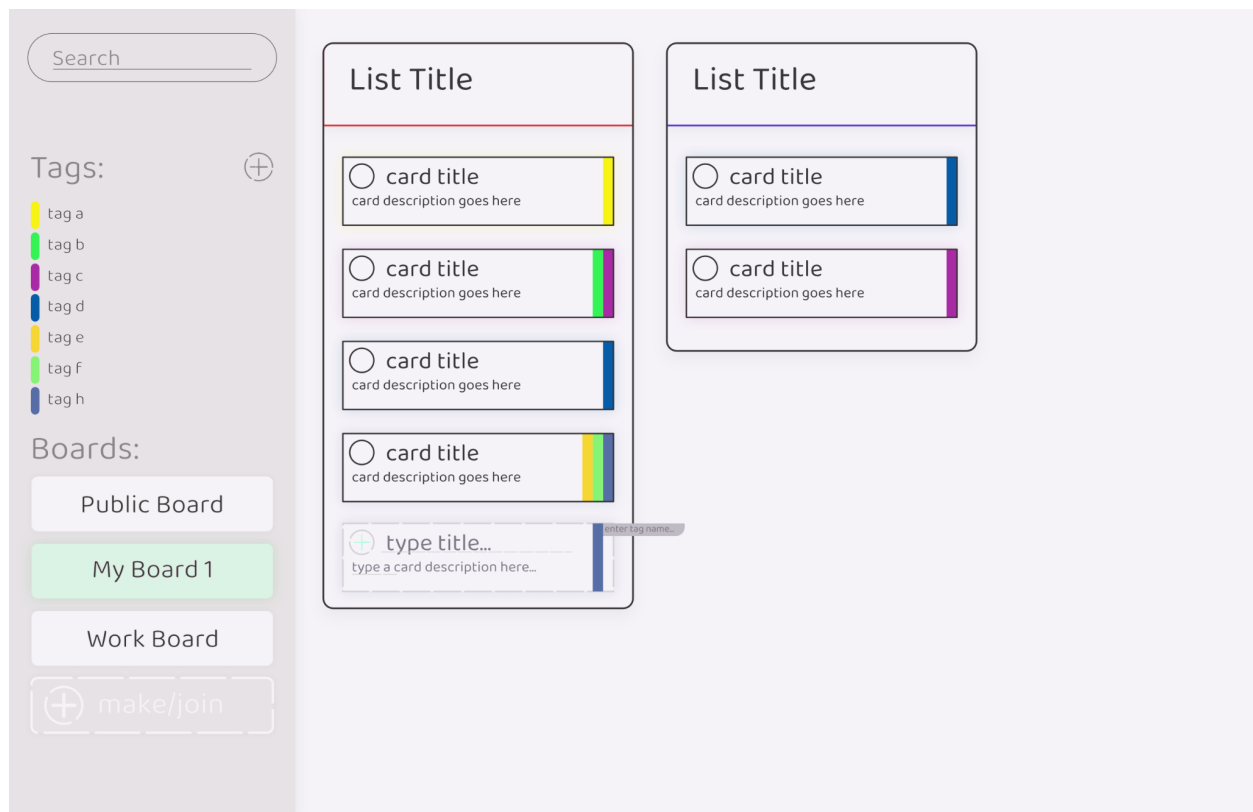 Search
Tags:
tag a
tag b
tag c
tag d
tag e
tag f
tag h
Boards:
Public Board
My Board 1
Work Board
make/join
List Title
card title
card description goes here
card title
card description goes here
card title
card description goes here
card title
card description goes here
type title...
type a card description here...
enter tag name...
List Title
card title
card description goes here
card title
card description goes here